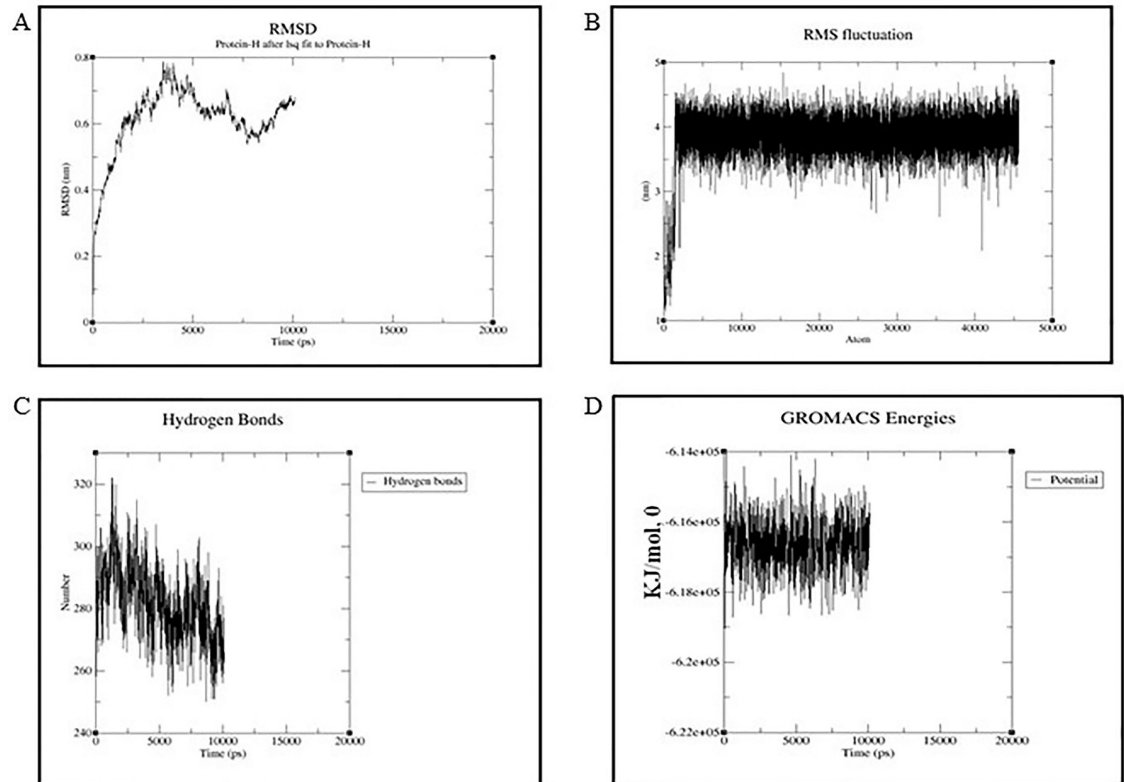 A
RMSD
Protein-H after lsq fit to Protein-H
0.8
0.6
0.4
0.2
0
RMSD (nm)
0 5000 10000 15000 20000
Time (ps)
B
RMS fluctuation
5
4
3
2
1
(nm)
0 10000 20000 30000 40000 50000
Atom
C
Hydrogen Bonds
320
300
280
260
240
Number
0 5000 10000 15000 20000
Time (ps)
Hydrogen bonds
D
GROMACS Energies
-6.14e+05
-6.16e+05
-6.18e+05
-6.2e+05
-6.22e+05
KJ/mol, 0
0 5000 10000 15000 20000
Time (ps)
Potential